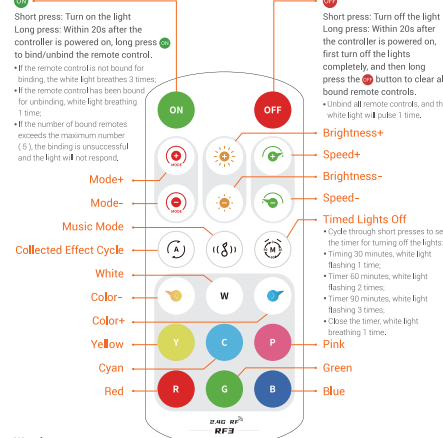 ON
Short press: Turn on the light
Long press: Within 20s after the
controller is powered on, long press ON
to bind/unbind the remote control.
• If the remote control is not bound for
binding, the white light breathes 3 times;
• If the remote control has been bound
for unbinding, white light breathing
1 time;
• If the number of bound remotes
exceeds the maximum number
( 5 ), the binding is unsuccessful
and the light will not respond.
OFF
Short press: Turn off the light
Long press: Within 20s after
the controller is powered on,
first turn off the lights
completely, and then long
press the OFF button to clear al
bound remote controls.
• Unbind all remote controls, and th
white light will pulse 1 time.
ON
OFF
Brightness+
Speed+
Brightness-
Speed-
MODE
MODE
Mode+
Mode-
Music Mode
Collected Effect Cycle
White
Color-
Color+
Yellow
Cyan
Red
Timed Lights Off
• Cycle through short presses to se
the timer for turning off the lights:
• Timing 30 minutes, white light
flashing 1 time;
• Timer 60 minutes, white light
flashing 2 times;
• Timer 90 minutes, white light
flashing 3 times;
• Close the timer, white light
breathing 1 time.
Pink
Green
Blue
A
M
W
Y
C
P
R
G
B
2.4G RF
RF3